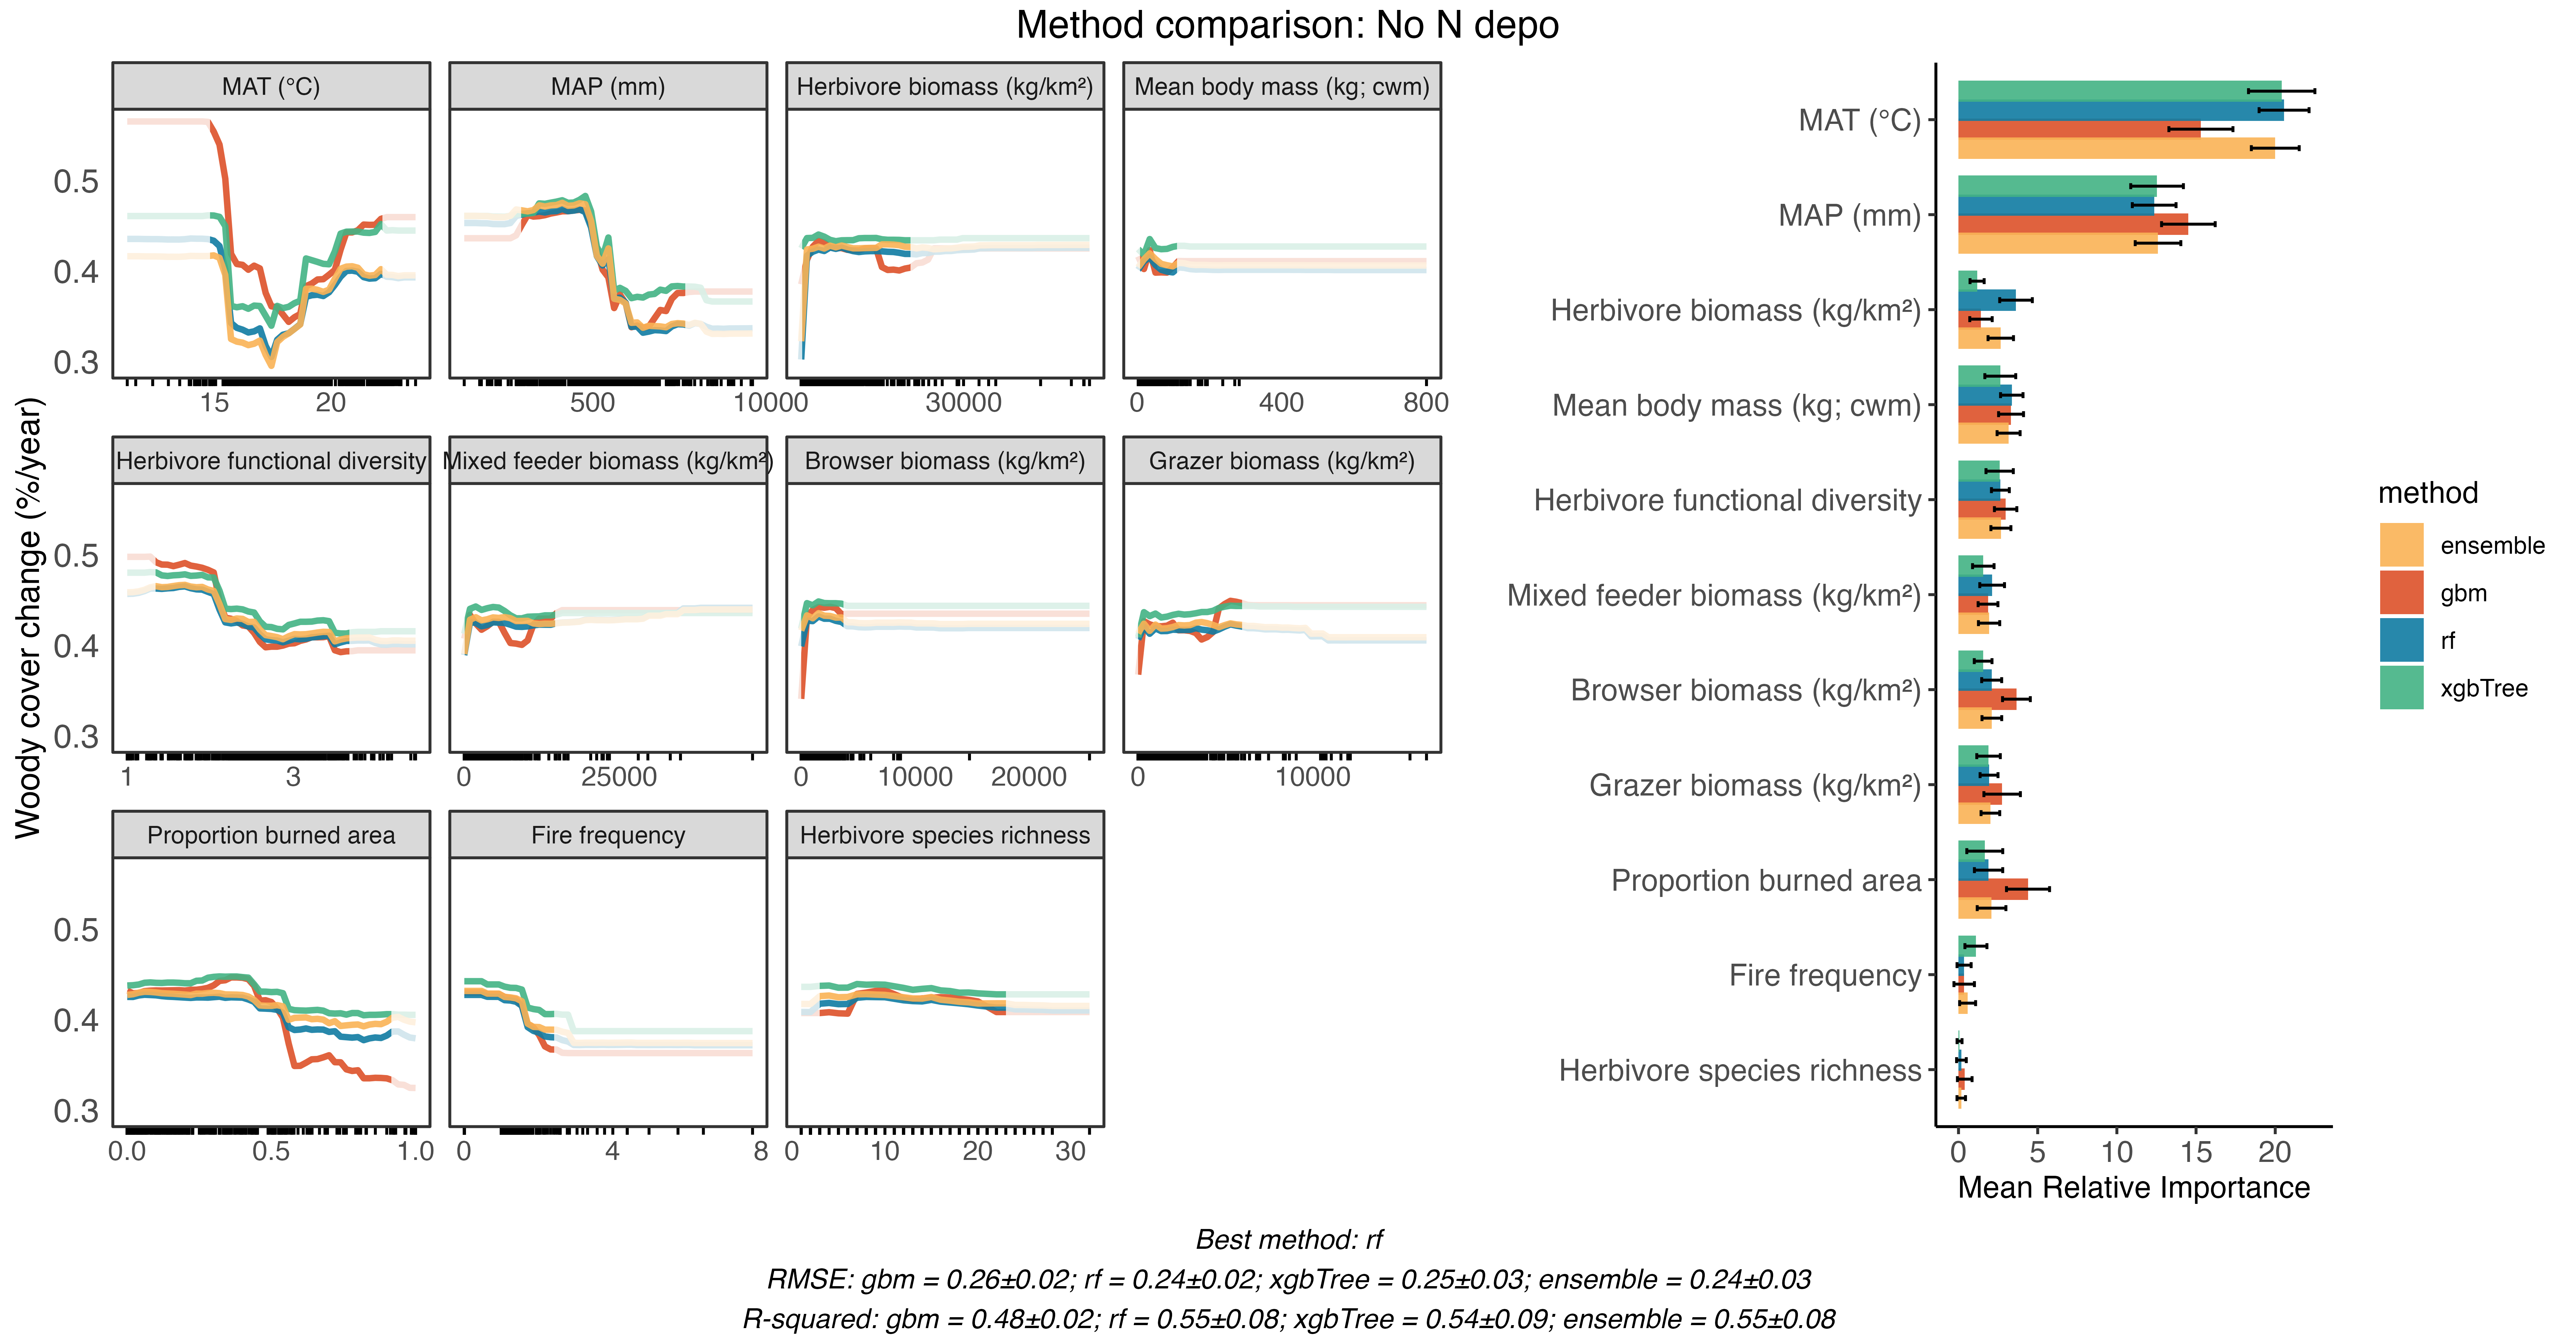 Method comparison: No N depo
MAT (°C)
MAP (mm)
Herbivore biomass (kg/km²)
Mean body mass (kg; cwm)
0.5
0.4
0.3
15 20
500 10000
30000
0 400 800
Herbivore functional diversity
Mixed feeder biomass (kg/km²)
Browser biomass (kg/km²)
Grazer biomass (kg/km²)
0.5
0.4
0.3
1 3
0 25000
0 10000 20000
0 10000
Proportion burned area
Fire frequency
Herbivore species richness
0.5
0.4
0.3
0.0 0.5 1.0
0 4 8
0 10 20 30
Woody cover change (%/year)
MAT (°C)
MAP (mm)
Herbivore biomass (kg/km²)
Mean body mass (kg; cwm)
Herbivore functional diversity
Mixed feeder biomass (kg/km²)
Browser biomass (kg/km²)
Grazer biomass (kg/km²)
Proportion burned area
Fire frequency
Herbivore species richness
0 5 10 15 20
Mean Relative Importance
method
ensemble
gbm
rf
xgbTree
Best method: rf
RMSE: gbm = 0.26±0.02; rf = 0.24±0.02; xgbTree = 0.25±0.03; ensemble = 0.24±0.03
R-squared: gbm = 0.48±0.02; rf = 0.55±0.08; xgbTree = 0.54±0.09; ensemble = 0.55±0.08